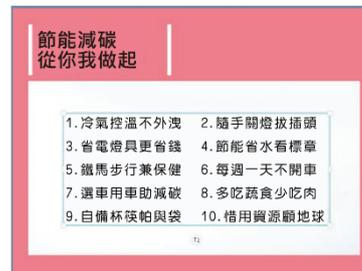 節能減碳
從你我做起
1.冷氣控溫不外洩 2.隨手關燈拔插頭
3.省電燈具更省錢 4.節能省水看標章
5.鐵馬步行兼保健 6.每週一天不開車
7.選車用車助減碳 8.多吃蔬食少吃肉
9.自備杯筷帕與袋 10.惜用資源顧地球